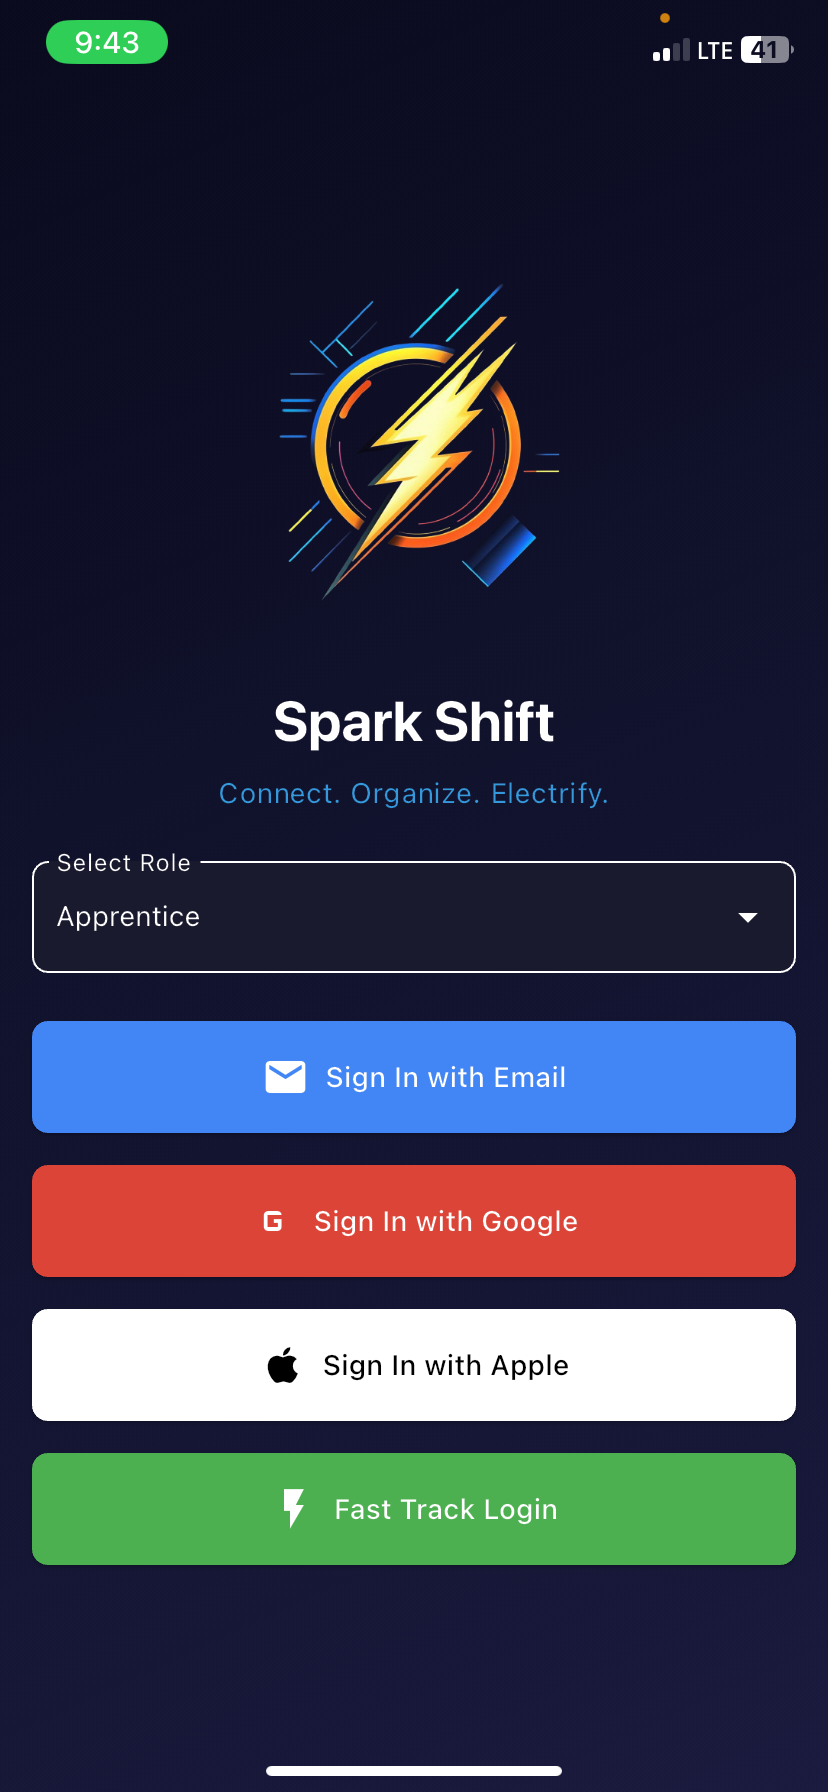 9:43
LTE 41
Spark Shift
Connect. Organize. Electrify.
Select Role
Apprentice
Sign In with Email
G Sign In with Google
Sign In with Apple
Fast Track Login